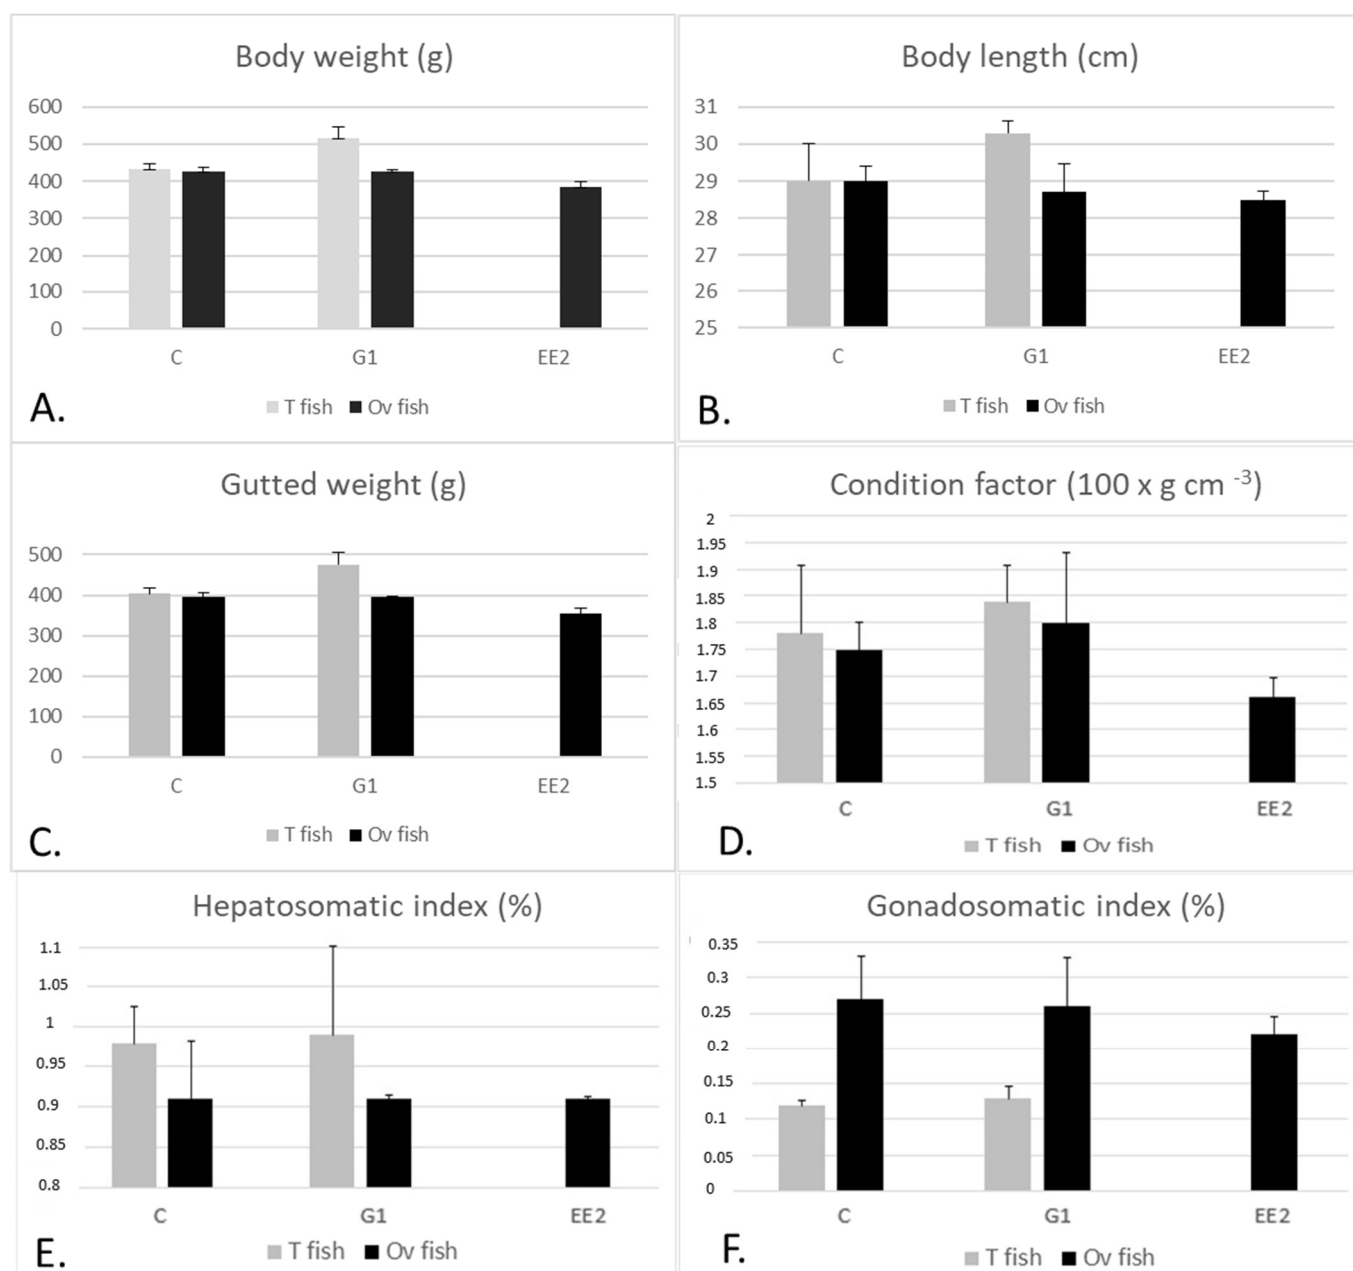 Body weight (g)
600
500
400
300
200
100
0
C G1 EE2
T fish Ov fish
A.
Body length (cm)
31
30
29
28
27
26
25
C G1 EE2
T fish Ov fish
B.
Gutted weight (g)
500
400
300
200
100
0
C G1 EE2
T fish Ov fish
C.
Condition factor (100 x g cm -3)
2
1.95
1.9
1.85
1.8
1.75
1.7
1.65
1.6
1.55
1.5
C G1 EE2
T fish Ov fish
D.
Hepatosomatic index (%)
1.1
1.05
1
0.95
0.9
0.85
0.8
C G1 EE2
T fish Ov fish
E.
Gonadosomatic index (%)
0.35
0.3
0.25
0.2
0.15
0.1
0.05
0
C G1 EE2
T fish Ov fish
F.